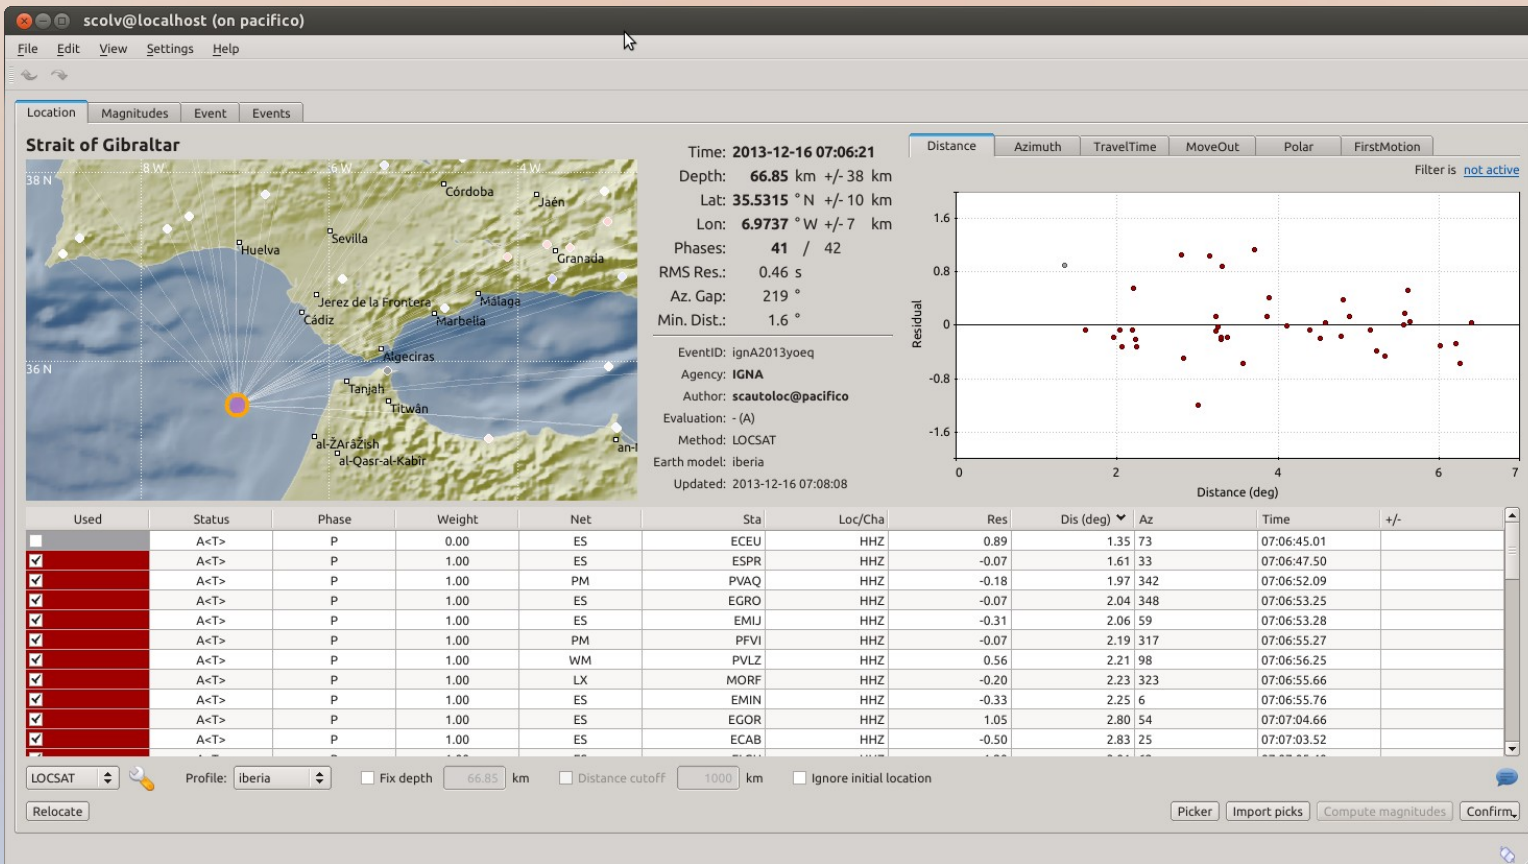 scolv@localhost (on pacifico)
File Edit View Settings Help
Location Magnitudes Event Events
Strait of Gibraltar
8 W 6 W 4 W
38 N
Córdoba
Jaén
Sevilla
Huelva
Granada
Jerez de la Frontera
Málaga
Cádiz
Marbella
Algeciras
36 N
Tanjah
Titwân
al-ŽArâŽish
al-Qasr-al-Kabir
an-
Time: 2013-12-16 07:06:21
Depth: 66.85 km +/- 38 km
Lat: 35.5315 ° N +/- 10 km
Lon: 6.9737 ° W +/- 7 km
Phases: 41 / 42
RMS Res.: 0.46 s
Az. Gap: 219 °
Min. Dist.: 1.6 °
EventID: ignA2013yoeq
Agency: IGNA
Author: scautoloc@pacifico
Evaluation: - (A)
Method: LOCSAT
Earth model: iberia
Updated: 2013-12-16 07:08:08
Distance Azimuth TravelTime MoveOut Polar FirstMotion
Filter is not active
1.6
0.8
0
-0.8
-1.6
Residual
0 2 4 6 7
Distance (deg)
Used Status Phase Weight Net Sta Loc/Cha Res Dis (deg) Az Time +/-
A<T> P 0.00 ES ECEU HHZ 0.89 1.35 73 07:06:45.01
A<T> P 1.00 ES ESPR HHZ -0.07 1.61 33 07:06:47.50
A<T> P 1.00 PM PVAQ HHZ -0.18 1.97 342 07:06:52.09
A<T> P 1.00 ES EGRO HHZ -0.07 2.04 348 07:06:53.25
A<T> P 1.00 ES EMIJ HHZ -0.31 2.06 59 07:06:53.28
A<T> P 1.00 PM PFVI HHZ -0.07 2.19 317 07:06:55.27
A<T> P 1.00 WM PVLZ HHZ 0.56 2.21 98 07:06:56.25
A<T> P 1.00 LX MORF HHZ -0.20 2.23 323 07:06:55.66
A<T> P 1.00 ES EMIN HHZ -0.33 2.25 6 07:06:55.76
A<T> P 1.00 ES EGOR HHZ 1.05 2.80 54 07:07:04.66
A<T> P 1.00 ES ECAB HHZ -0.50 2.83 25 07:07:03.52
LOCSAT Profile: iberia Fix depth 66.85 km Distance cutoff 1000 km Ignore initial location
Relocate Picker Import picks Compute magnitudes Confirm